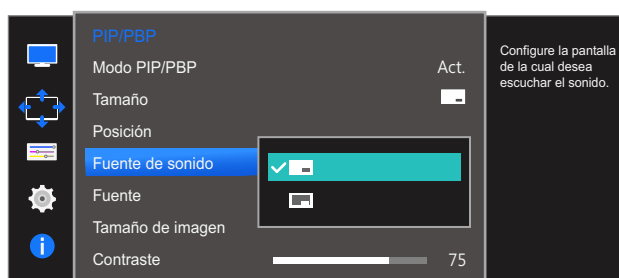 PIP/PBP
Modo PIP/PBP Act.
Tamaño
Posición
Fuente de sonido
Fuente
Tamaño de imagen
Contraste 75
Configure la pantalla
de la cual desea
escuchar el sonido.